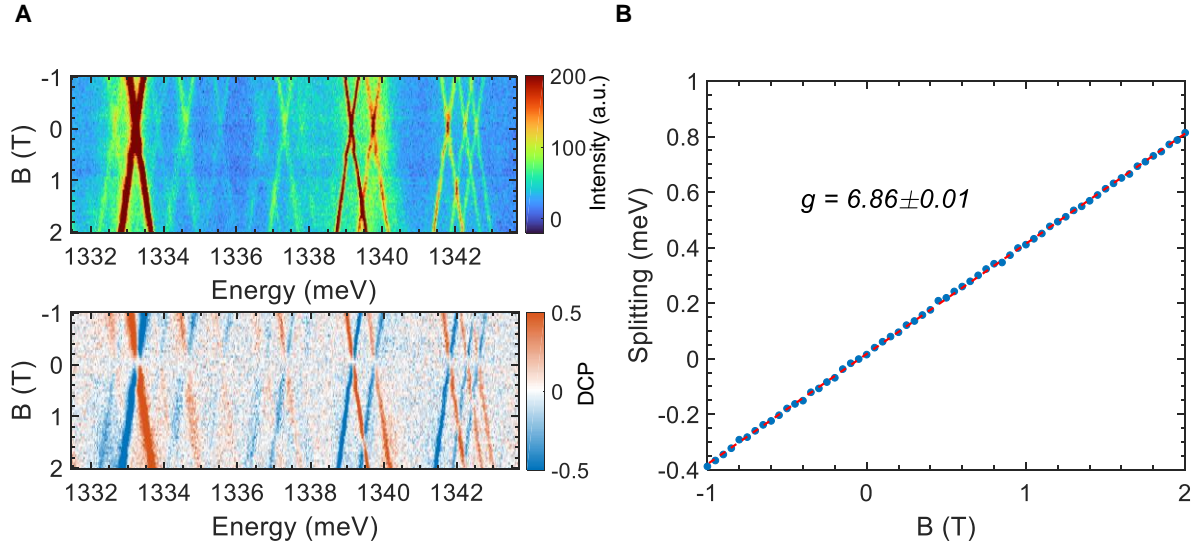 A
B
-1
0
1
2
B (T)
1332 1334 1336 1338 1340 1342
Energy (meV)
200
100
0
Intensity (a.u.)
-1
0
1
2
B (T)
1332 1334 1336 1338 1340 1342
Energy (meV)
0.5
0
-0.5
DCP
1
0.8
0.6
0.4
0.2
0
-0.2
-0.4
Splitting (meV)
g = 6.86±0.01
-1 0 1 2
B (T)